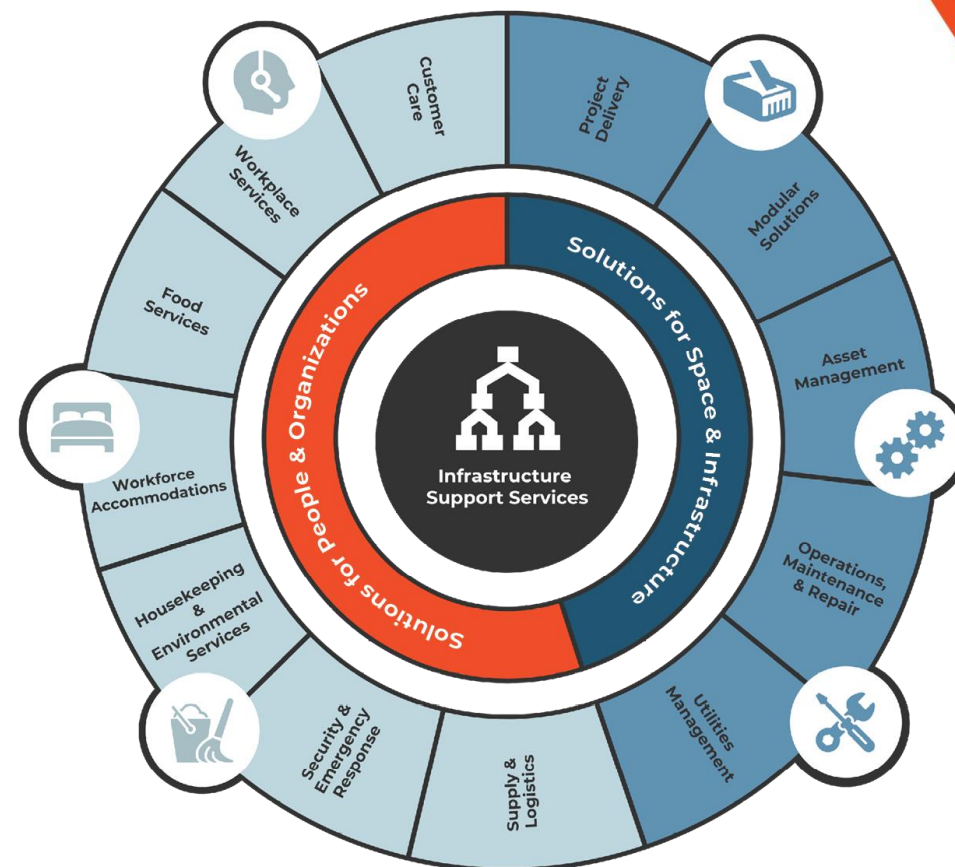 Infrastructure
Support Services
Solutions for Space & Infrastructure
Solutions for People & Organizations
Project
Delivery
Modular
Solutions
Asset
Management
Operations,
Maintenance
& Repair
Utilities
Management
Supply &
Logistics
Security &
Emergency
Response
Housekeeping
&
Environmental
Services
Workforce
Accommodations
Food
Services
Workplace
Services
Customer
Care